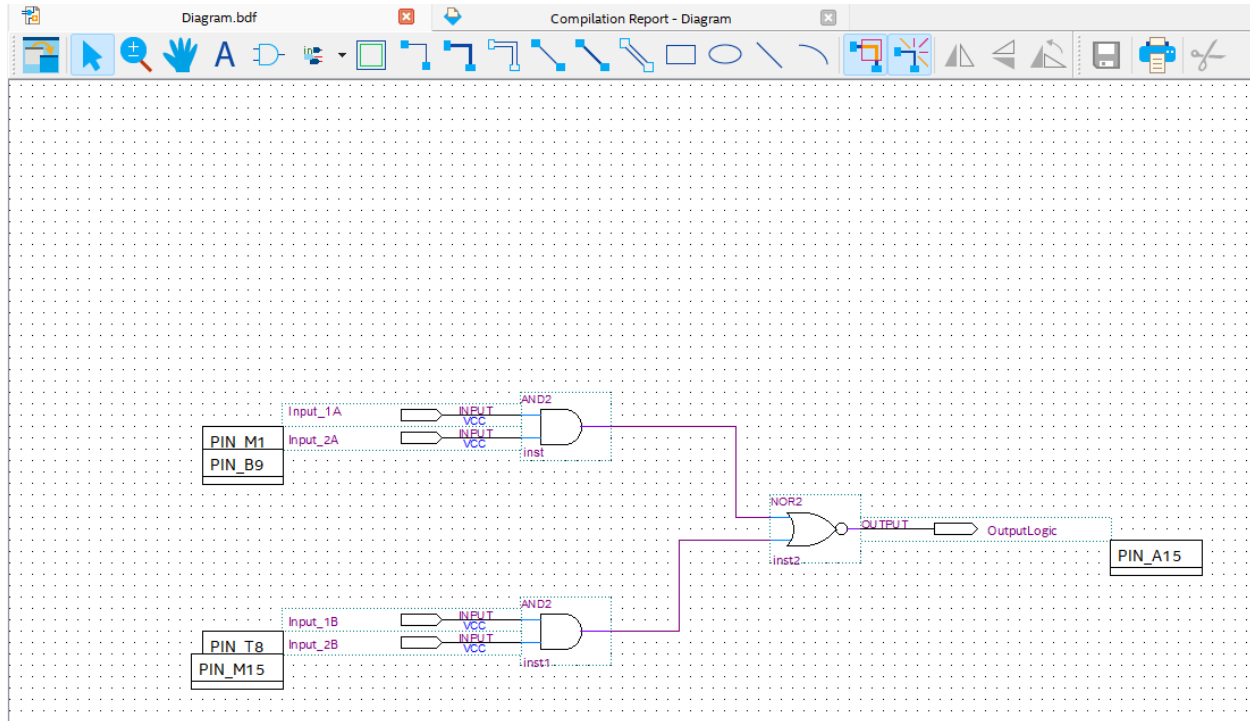 Diagram.bdf
Compilation Report - Diagram
A
in
AND2
Input_1A
INPUT
VCC
PIN_M1
Input_2A
INPUT
VCC
PIN_B9
inst
NOR2
OUTPUT
OutputLogic
inst2
PIN_A15
AND2
Input_1B
INPUT
VCC
PIN_T8
Input_2B
INPUT
VCC
PIN_M15
inst1